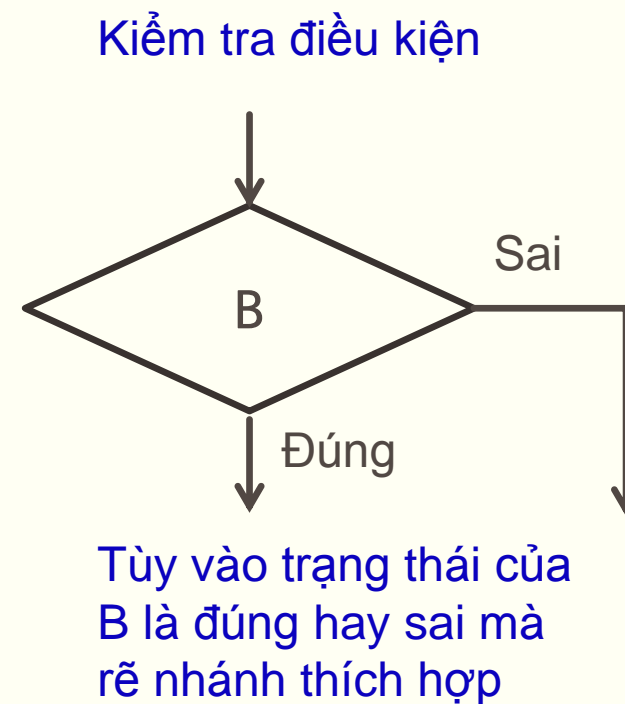 Kiểm tra điều kiện
Sai
B
Đúng
Tùy vào trạng thái của
B là đúng hay sai mà
rẽ nhánh thích hợp